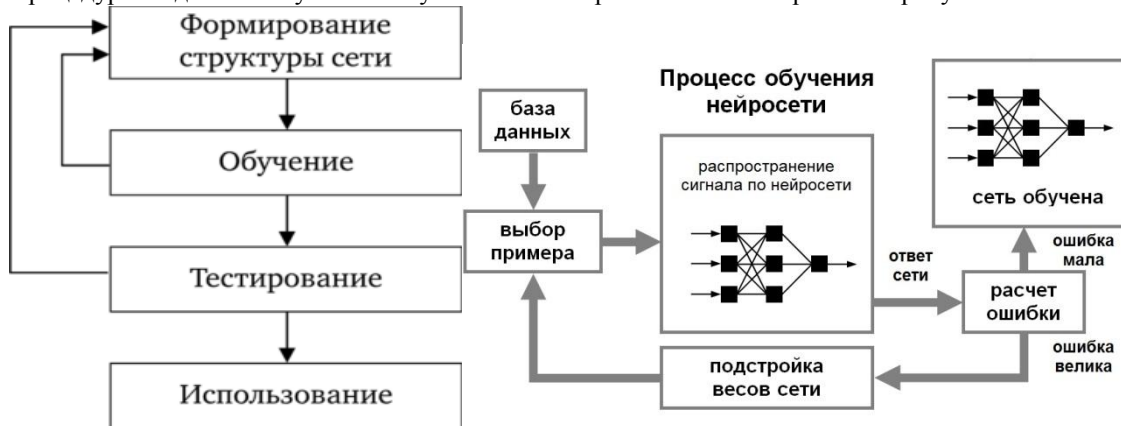 Формирование
структуры сети
Обучение
Тестирование
Использование
Процесс обучения
нейросети
база
данных
выбор
примера
распространение
сигнала по нейросети
ответ
сети
расчет
ошибки
ошибка
мала
сеть обучена
ошибка
велика
подстройка
весов сети